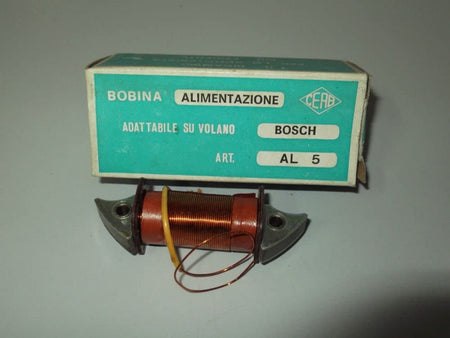 BOBINA ALIMENTAZIONE CEAB
ADATTABILE SU VOLANO BOSCH
ART. AL 5